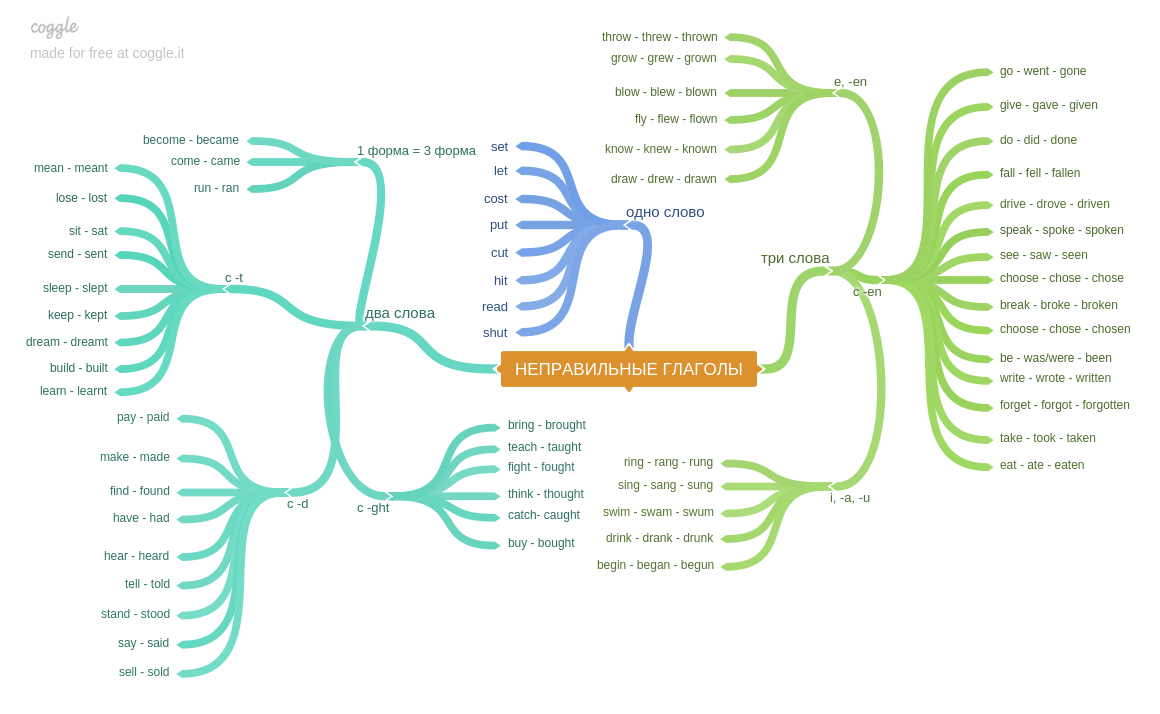 coggle
made for free at coggle.it
НЕПРАВИЛЬНЫЕ ГЛАГОЛЫ
одно слово
set
let
cost
put
cut
hit
read
shut
два слова
1 форма = 3 форма
become - became
come - came
run - ran
с -t
mean - meant
lose - lost
sit - sat
send - sent
sleep - slept
keep - kept
dream - dreamt
build - built
learn - learnt
с -d
pay - paid
make - made
find - found
have - had
hear - heard
tell - told
stand - stood
say - said
sell - sold
с -ght
bring - brought
teach - taught
fight - fought
think - thought
catch- caught
buy - bought
три слова
e, -en
throw - threw - thrown
grow - grew - grown
blow - blew - blown
fly - flew - flown
know - knew - known
draw - drew - drawn
с -en
go - went - gone
give - gave - given
do - did - done
fall - fell - fallen
drive - drove - driven
speak - spoke - spoken
see - saw - seen
choose - chose - chose
break - broke - broken
choose - chose - chosen
be - was/were - been
write - wrote - written
forget - forgot - forgotten
take - took - taken
eat - ate - eaten
i, -a, -u
ring - rang - rung
sing - sang - sung
swim - swam - swum
drink - drank - drunk
begin - began - begun